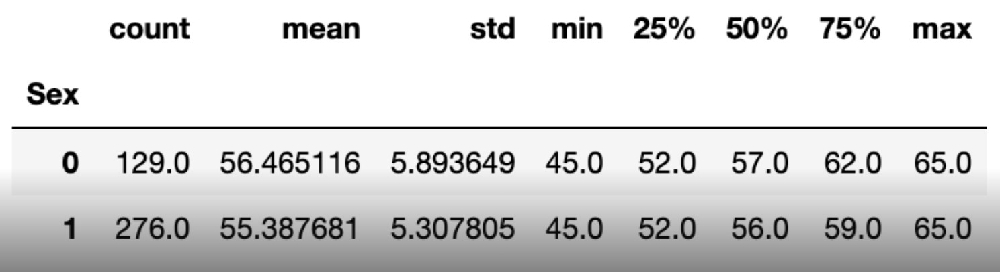 count mean std min 25% 50% 75% max
Sex
0 129.0 56.465116 5.893649 45.0 52.0 57.0 62.0 65.0
1 276.0 55.387681 5.307805 45.0 52.0 56.0 59.0 65.0